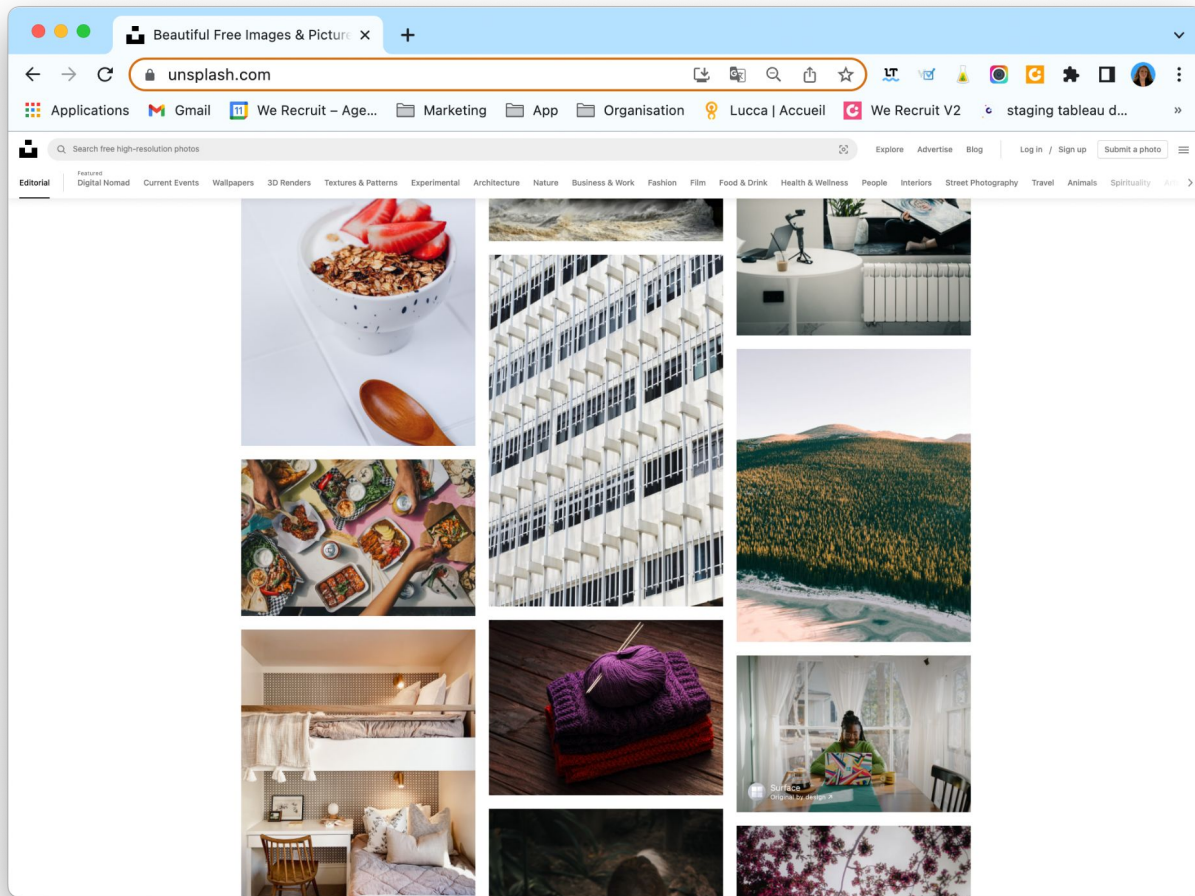 Beautiful Free Images & Picture
unsplash.com
Applications Gmail 11 We Recruit – Age... Marketing App Organisation Lucca | Accueil We Recruit V2 staging tableau d... »
Search free high-resolution photos Explore Advertise Blog Log in / Sign up Submit a photo
Featured
Editorial Digital Nomad Current Events Wallpapers 3D Renders Textures & Patterns Experimental Architecture Nature Business & Work Fashion Film Food & Drink Health & Wellness People Interiors Street Photography Travel Animals Spirituality
Surface
Original by design ↗